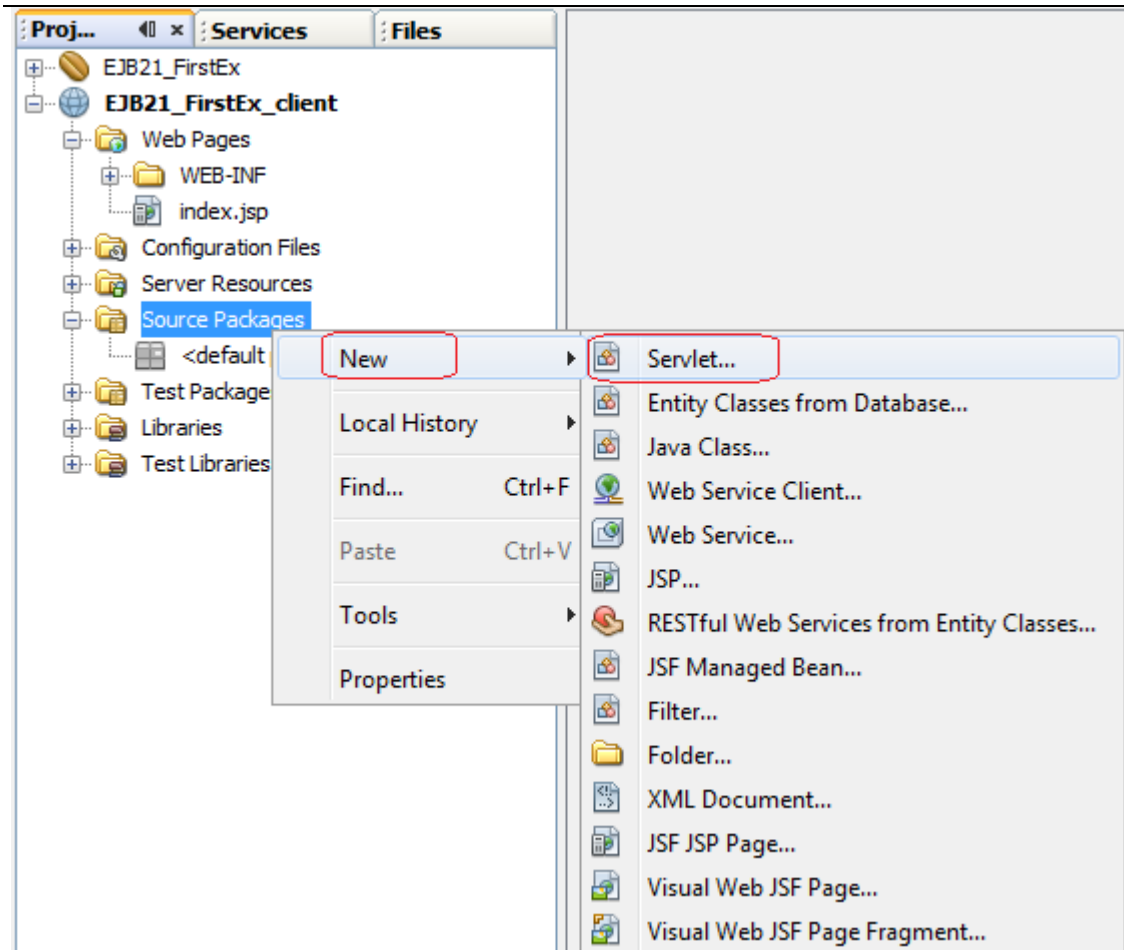 Proj...
Services
Files
EJB21_FirstEx
EJB21_FirstEx_client
Web Pages
WEB-INF
index.jsp
Configuration Files
Server Resources
Source Packages
<default
Test Package
Libraries
Test Libraries
New
Local History
Find... Ctrl+F
Paste Ctrl+V
Tools
Properties
Servlet...
Entity Classes from Database...
Java Class...
Web Service Client...
Web Service...
JSP...
RESTful Web Services from Entity Classes...
JSF Managed Bean...
Filter...
Folder...
XML Document...
JSF JSP Page...
Visual Web JSF Page...
Visual Web JSF Page Fragment...